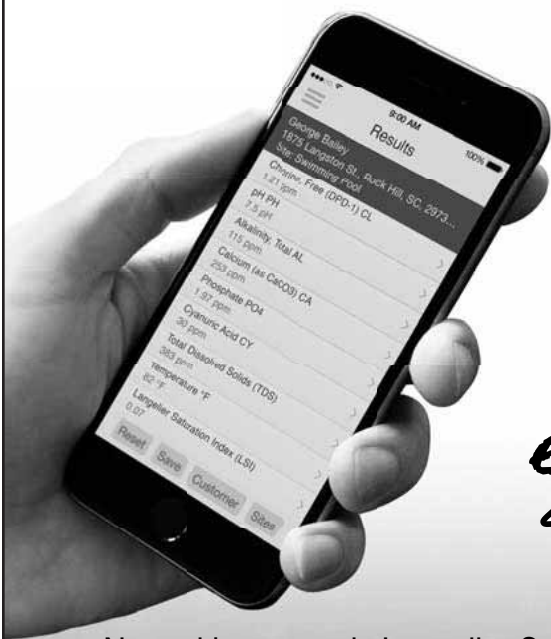 9:00 AM
100%
Results
George Bailey
1875 Langston St., Rock Hill, SC, 2973...
Site: Swimming Pool
Chlorine, Free (DPD-1) CL
1.21 ppm
pH PH
7.5 pH
Alkalinity, Total AL
115 ppm
Calcium (as CaCO3) CA
253 ppm
Phosphate PO4
1.97 ppm
Cyanuric Acid CY
30 ppm
Total Dissolved Solids (TDS)
383 ppm
Temperature °F
82 °F
Langelier Saturation Index (LSI)
0.07
Reset Save Customer Sites